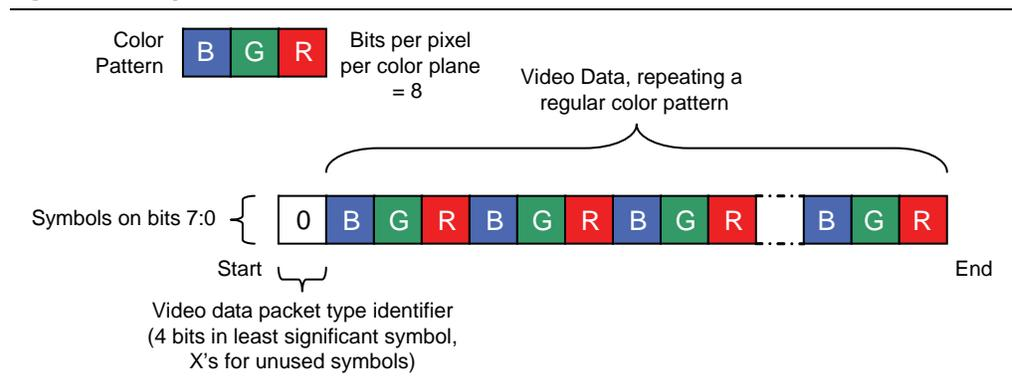 Color
Pattern
B G R
Bits per pixel
per color plane
= 8
Video Data, repeating a
regular color pattern
Symbols on bits 7:0
0 B G R B G R B G R B G R
Start
End
Video data packet type identifier
(4 bits in least significant symbol,
X's for unused symbols)